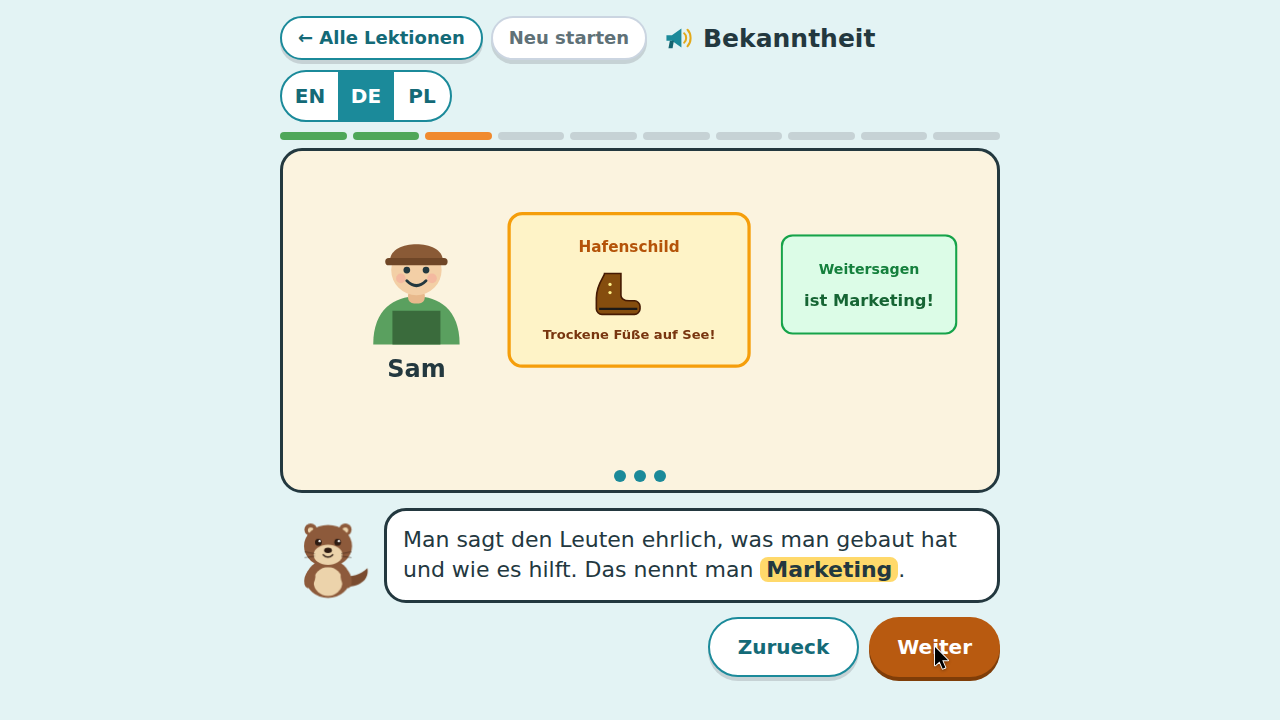 ← Alle Lektionen
Neu starten
Bekanntheit
EN
DE
PL
Sam
Hafenschild
Trockene Füße auf See!
Weitersagen
ist Marketing!
Man sagt den Leuten ehrlich, was man gebaut hat
und wie es hilft. Das nennt man Marketing.
Zurueck
Weiter